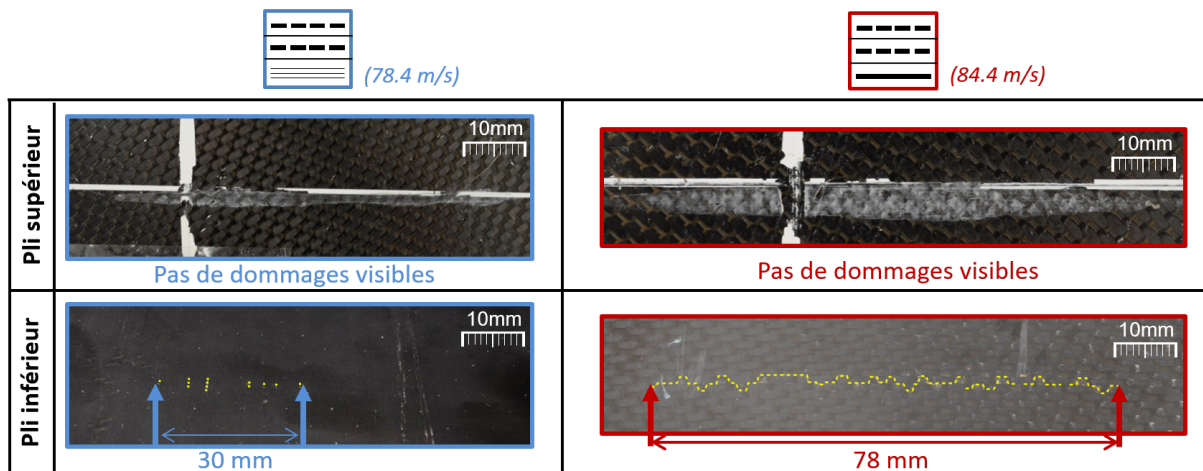 (78.4 m/s)
(84.4 m/s)
Pli supérieur
10mm
10mm
Pas de dommages visibles
Pas de dommages visibles
Pli inférieur
10mm
10mm
30 mm
78 mm